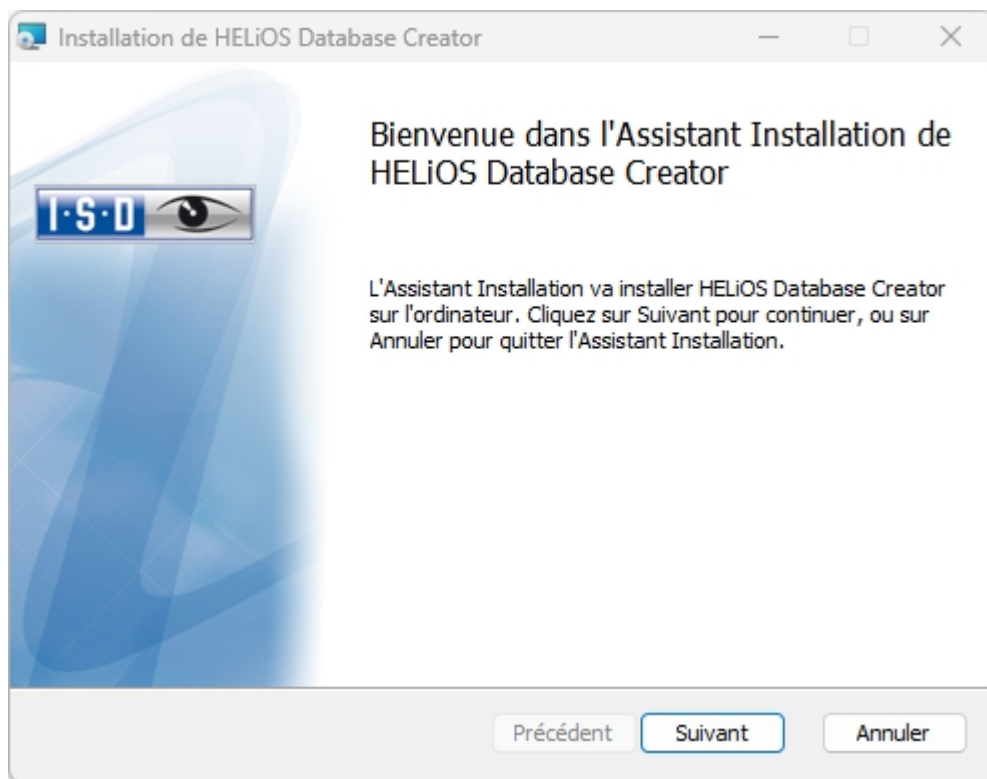 Installation de HELiOS Database Creator
Bienvenue dans l'Assistant Installation de
HELiOS Database Creator
I·S·D
L'Assistant Installation va installer HELiOS Database Creator
sur l'ordinateur. Cliquez sur Suivant pour continuer, ou sur
Annuler pour quitter l'Assistant Installation.
Précédent
Suivant
Annuler